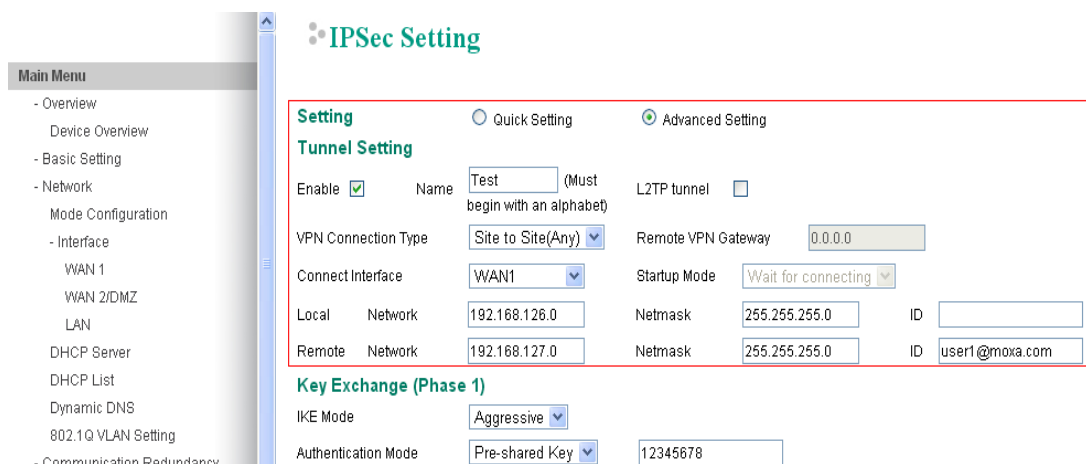 IPSec Setting
Main Menu
- Overview
Device Overview
- Basic Setting
- Network
Mode Configuration
- Interface
WAN 1
WAN 2/DMZ
LAN
DHCP Server
DHCP List
Dynamic DNS
802.1Q VLAN Setting
- Communication Redundancy
Setting Quick Setting Advanced Setting
Tunnel Setting
Enable Name Test (Must begin with an alphabet) L2TP tunnel
VPN Connection Type Site to Site(Any) Remote VPN Gateway 0.0.0.0
Connect Interface WAN1 Startup Mode Wait for connecting
Local Network 192.168.126.0 Netmask 255.255.255.0 ID
Remote Network 192.168.127.0 Netmask 255.255.255.0 ID user1@moxa.com
Key Exchange (Phase 1)
IKE Mode Aggressive
Authentication Mode Pre-shared Key 12345678